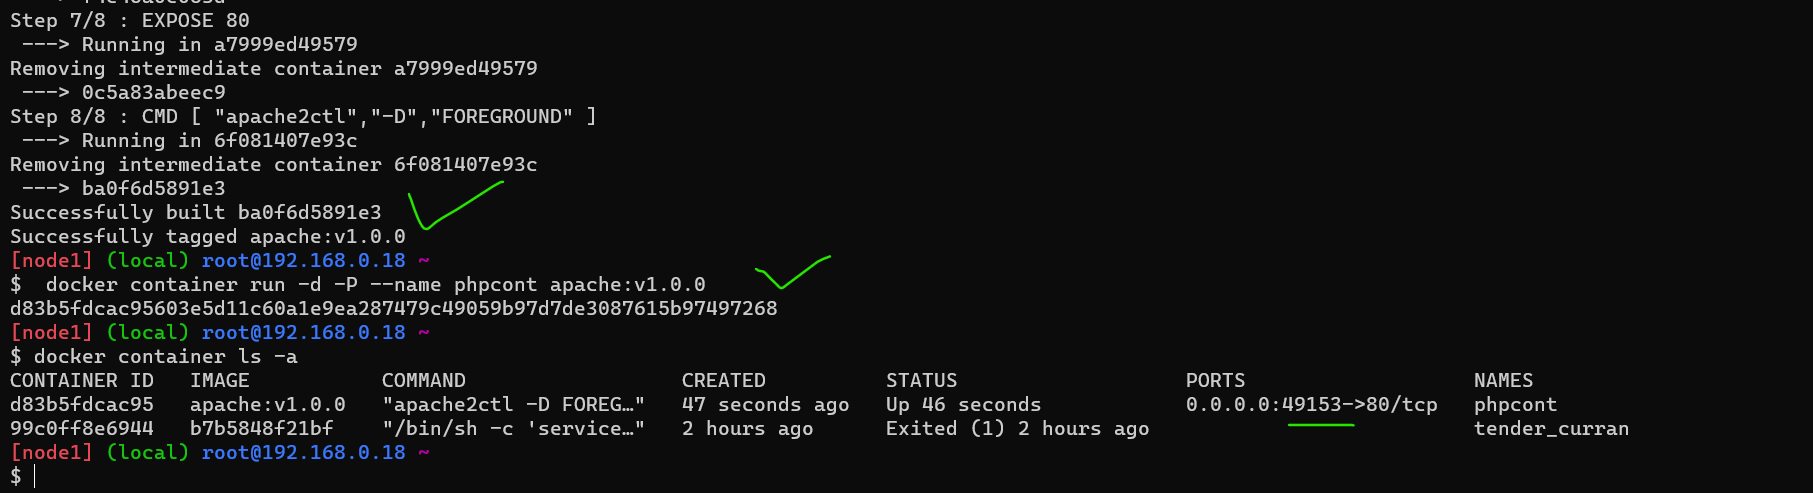 Step 7/8 : EXPOSE 80
 ---> Running in a7999ed49579
Removing intermediate container a7999ed49579
 ---> 0c5a83abeec9
Step 8/8 : CMD [ "apache2ctl","-D","FOREGROUND" ]
 ---> Running in 6f081407e93c
Removing intermediate container 6f081407e93c
 ---> ba0f6d5891e3
Successfully built ba0f6d5891e3
Successfully tagged apache:v1.0.0
[node1] (local) root@192.168.0.18 ~
$  docker container run -d -P --name phpcont apache:v1.0.0
d83b5fdcac95603e5d11c60a1e9ea287479c49059b97d7de3087615b97497268
[node1] (local) root@192.168.0.18 ~
$ docker container ls -a
CONTAINER ID   IMAGE           COMMAND                  CREATED          STATUS                   PORTS                   NAMES
d83b5fdcac95   apache:v1.0.0   "apache2ctl -D FOREG…"   47 seconds ago   Up 46 seconds            0.0.0.0:49153->80/tcp   phpcont
99c0ff8e6944   b7b5848f21bf    "/bin/sh -c 'service…"   2 hours ago      Exited (1) 2 hours ago                           tender_curran
[node1] (local) root@192.168.0.18 ~
$